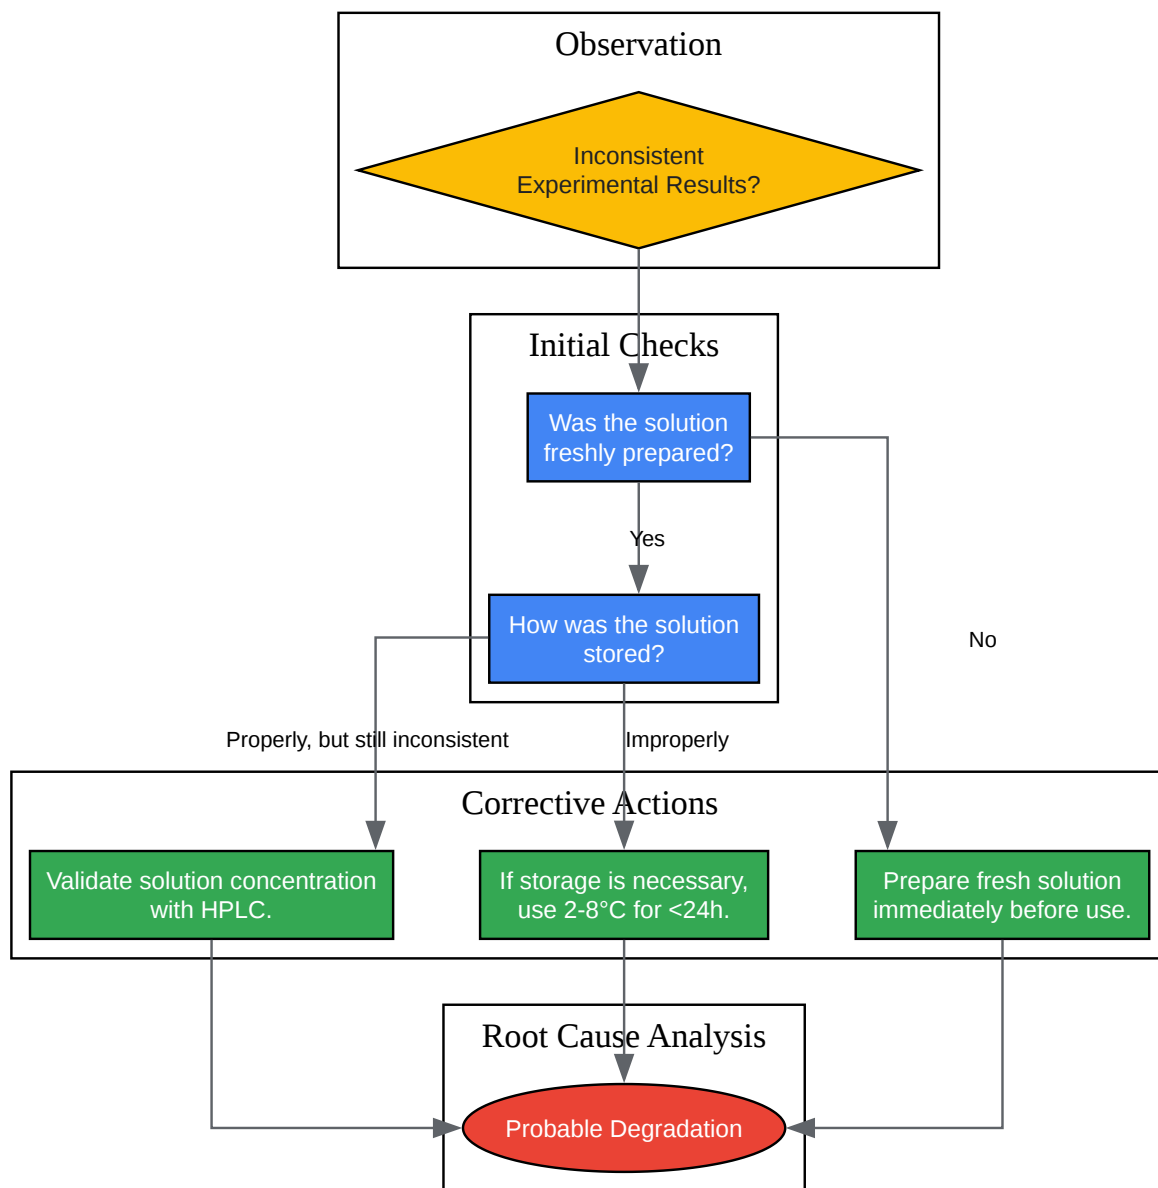 Observation
Inconsistent
Experimental Results?
Initial Checks
Was the solution
freshly prepared?
Yes
How was the solution
stored?
No
Properly, but still inconsistent
Improperly
Corrective Actions
Validate solution concentration
with HPLC.
If storage is necessary,
use 2-8°C for <24h.
Prepare fresh solution
immediately before use.
Root Cause Analysis
Probable Degradation